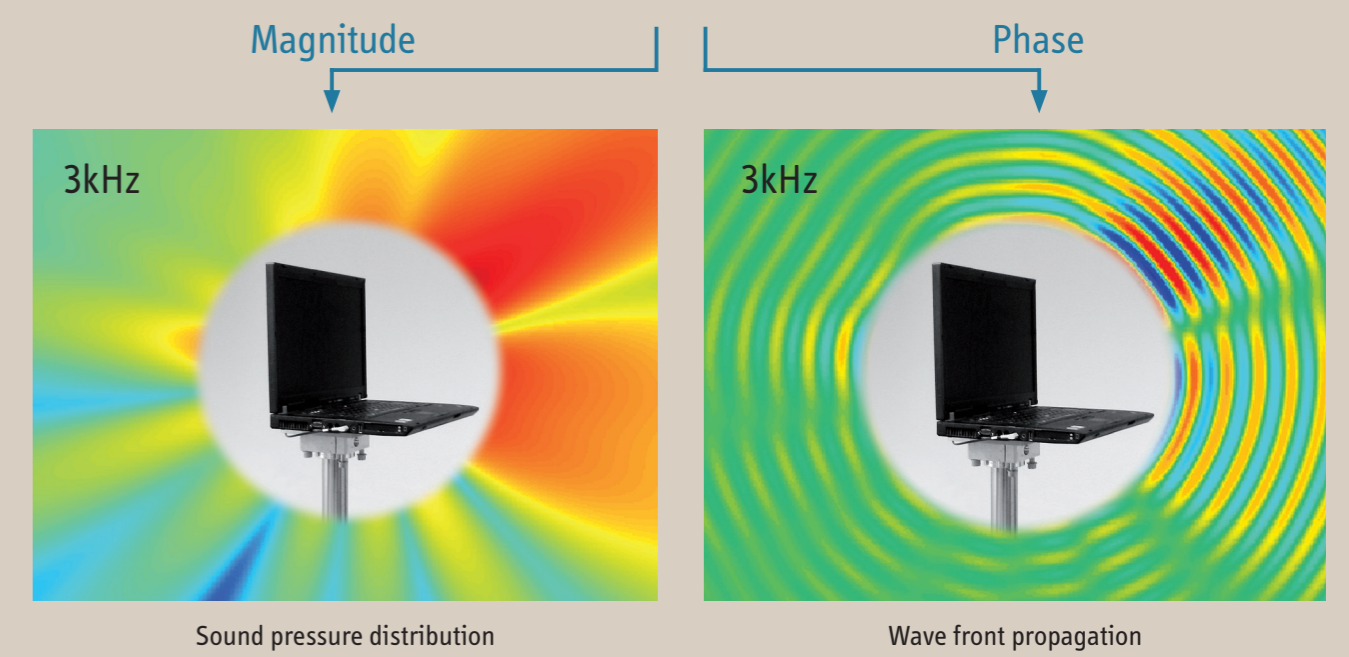 Magnitude
Phase
3kHz
3kHz
Sound pressure distribution
Wave front propagation